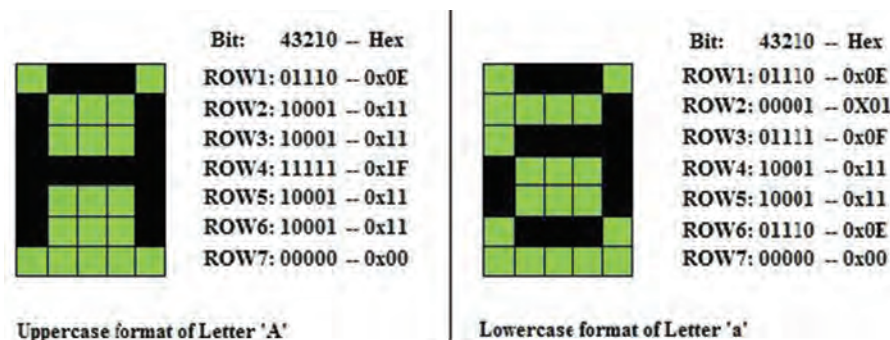 Bit: 43210 -- Hex
ROW1: 01110 -- 0x0E
ROW2: 10001 -- 0x11
ROW3: 10001 -- 0x11
ROW4: 11111 -- 0x1F
ROW5: 10001 -- 0x11
ROW6: 10001 -- 0x11
ROW7: 00000 -- 0x00
Uppercase format of Letter 'A'
Bit: 43210 -- Hex
ROW1: 01110 -- 0x0E
ROW2: 00001 -- 0X01
ROW3: 01111 -- 0x0F
ROW4: 10001 -- 0x11
ROW5: 10001 -- 0x11
ROW6: 01110 -- 0x0E
ROW7: 00000 -- 0x00
Lowercase format of Letter 'a'